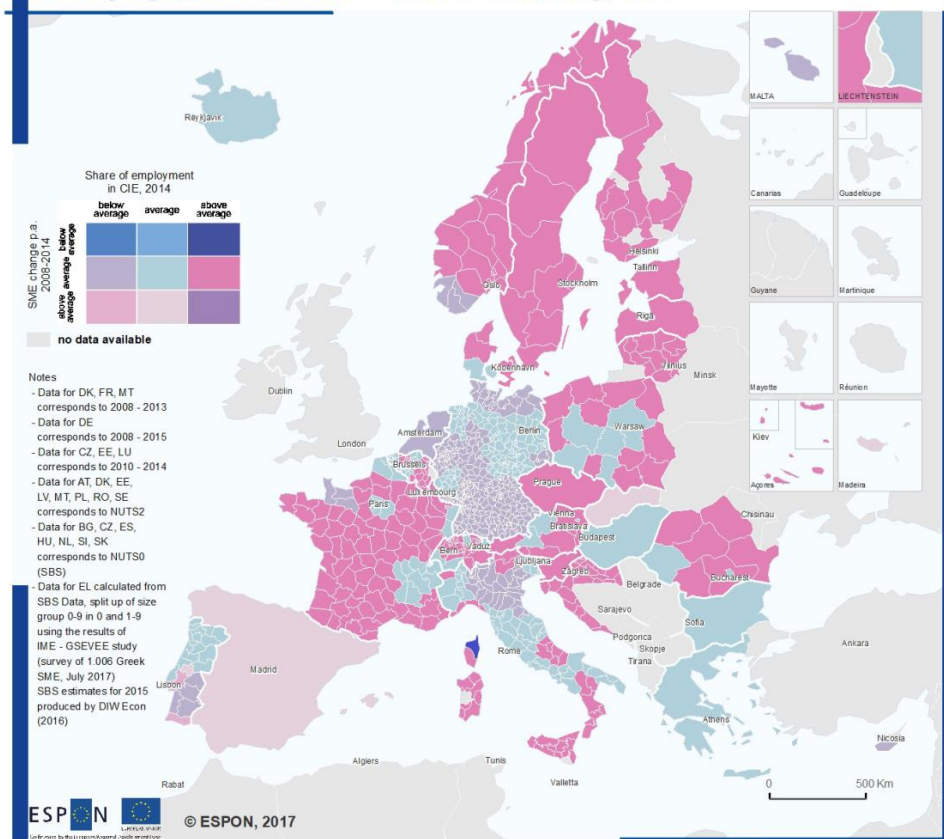 Reykjavik
MALTA
LIECHTENSTEIN
Canarias
Guadeloupe
Guyane
Martinique
Mayotte
Réunion
Kiev
Açores
Madeira
Share of employment
in CIE, 2014
below
average
average
above
average
SME change p.a.
2008-2014
below
average
average
above
average
no data available
Notes
- Data for DK, FR, MT
corresponds to 2008 - 2013
- Data for DE
corresponds to 2008 - 2015
- Data for CZ, EE, LU
corresponds to 2010 - 2014
- Data for AT, DK, EE,
LV, MT, PL, RO, SE
corresponds to NUTS2
- Data for BG, CZ, ES,
HU, NL, SI, SK
corresponds to NUTS0
(SBS)
- Data for EL calculated from
SBS Data, split up of size
group 0-9 in 0 and 1-9
using the results of
IME - GSEVEE study
(survey of 1.006 Greek
SME, July 2017)
SBS estimates for 2015
produced by DIW Econ
(2016)
Helsinki
Oslo
Stockholm
Tallinn
Riga
Vilnius
Minsk
København
Dublin
London
Amsterdam
Berlin
Warsaw
Brussels
Luxembourg
Prague
Paris
Vienna
Bratislava
Budapest
Chisinau
Bern
Vaduz
Ljubljana
Zagreb
Belgrade
Bucharest
Sarajevo
Sofia
Podgorica
Skopje
Tirana
Rome
Madrid
Lisbon
Ankara
Athens
Nicosia
Algiers
Tunis
Valletta
Rabat
0 500 Km
ESPON
© ESPON, 2017